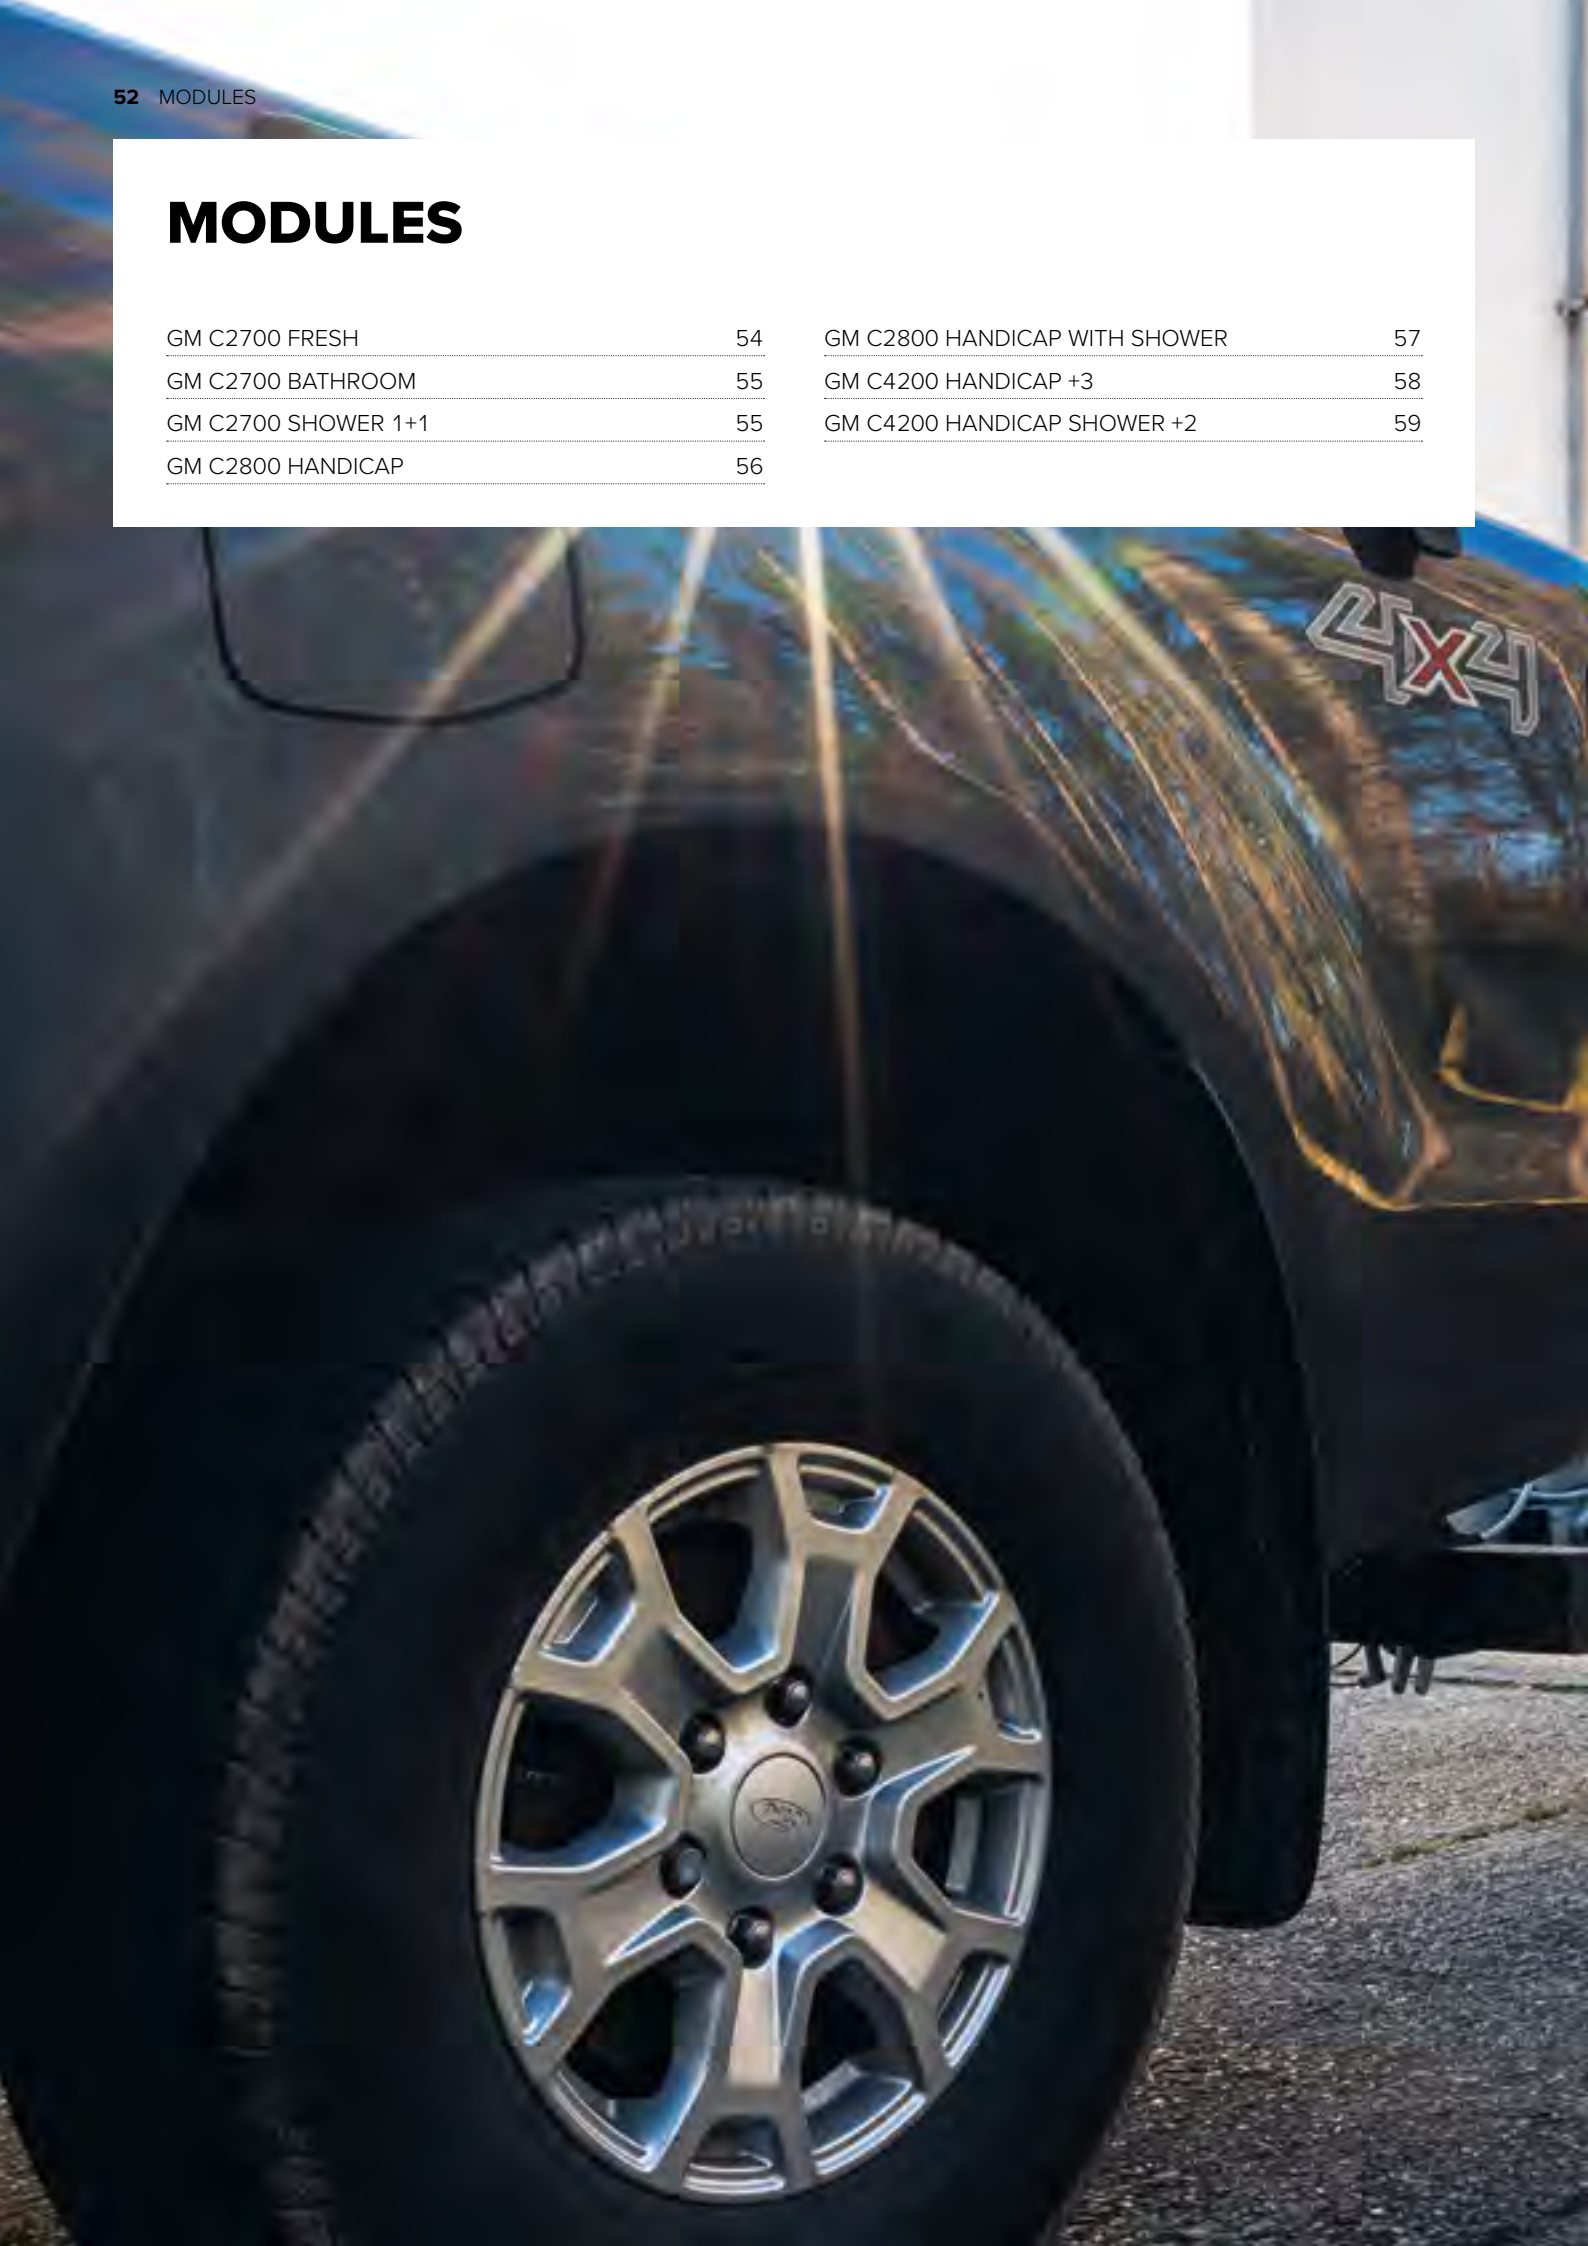 52 MODULES
MODULES
GM C2700 FRESH 54
GM C2700 BATHROOM 55
GM C2700 SHOWER 1+1 55
GM C2800 HANDICAP 56
GM C2800 HANDICAP WITH SHOWER 57
GM C4200 HANDICAP +3 58
GM C4200 HANDICAP SHOWER +2 59
4x4